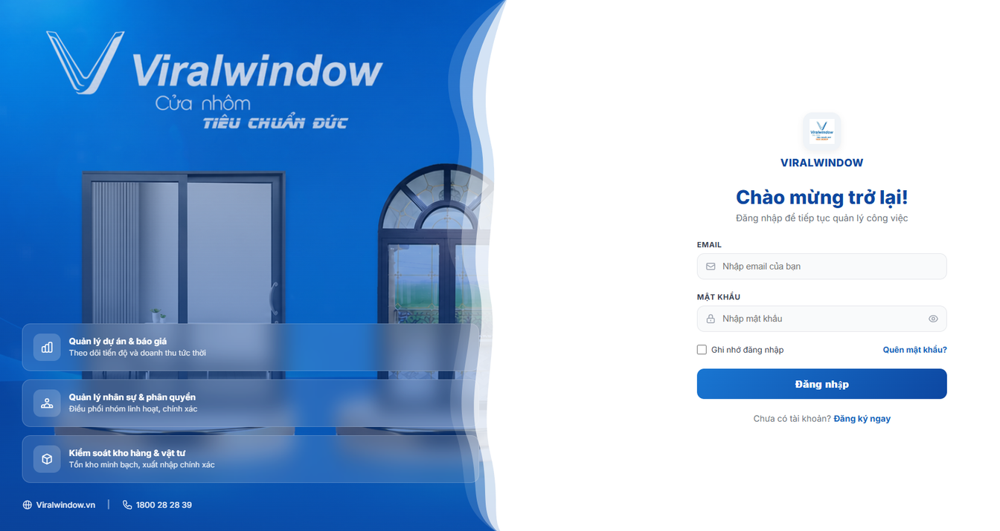 Viralwindow
Cửa nhôm
TIÊU CHUẨN ĐỨC
Quản lý dự án & báo giá
Theo dõi tiến độ và doanh thu tức thời
Quản lý nhân sự & phân quyền
Điều phối nhóm linh hoạt, chính xác
Kiểm soát kho hàng & vật tư
Tồn kho minh bạch, xuất nhập chính xác
Viralwindow.vn | 1800 28 28 39
Viralwindow
VIRALWINDOW
Chào mừng trở lại!
Đăng nhập để tiếp tục quản lý công việc
EMAIL
Nhập email của bạn
MẬT KHẨU
Nhập mật khẩu
Ghi nhớ đăng nhập Quên mật khẩu?
Đăng nhập
Chưa có tài khoản? Đăng ký ngay